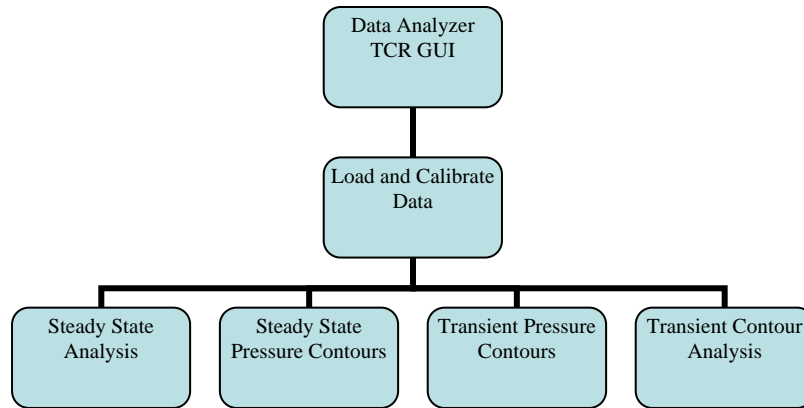 Data Analyzer
TCR GUI
Load and Calibrate
Data
Steady State
Analysis
Steady State
Pressure Contours
Transient Pressure
Contours
Transient Contour
Analysis